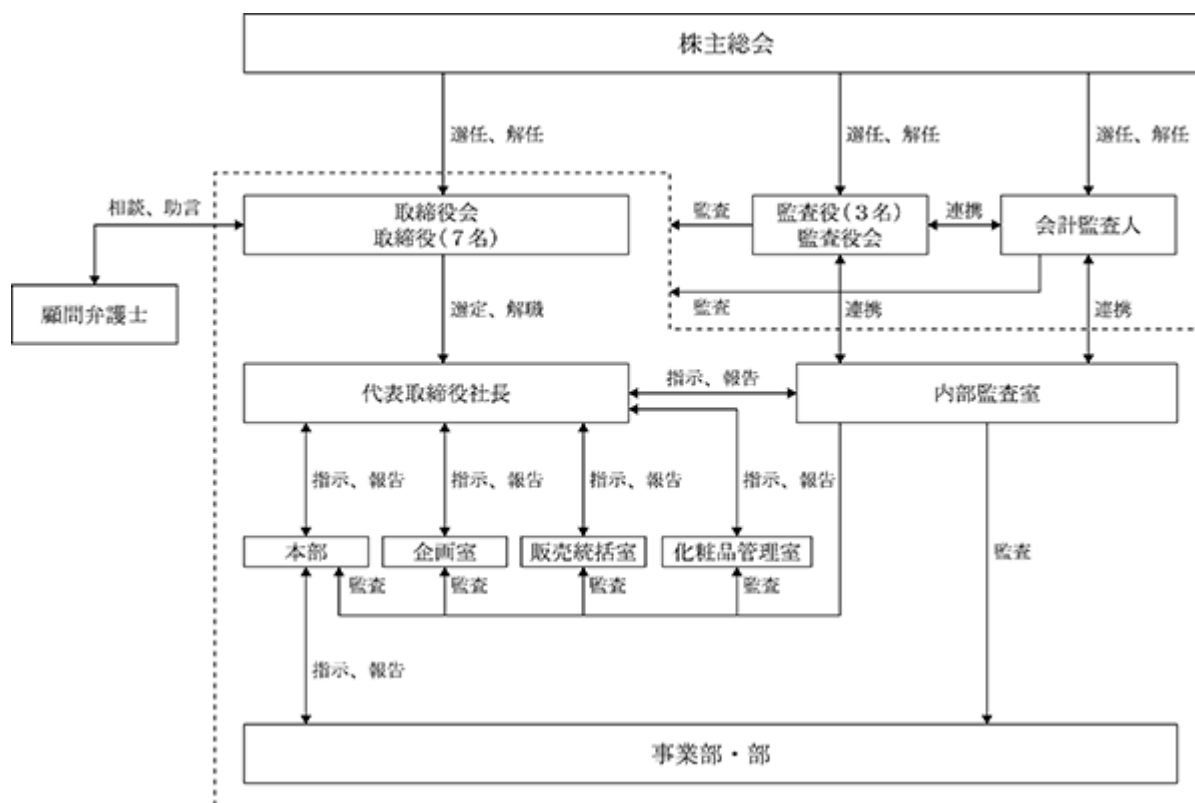 株主総会
選任、解任
選任、解任
選任、解任
相談、助言
取締役会
取締役(7名)
監査
監査役(3名)
監査役会
連携
会計監査人
顧問弁護士
選定、解職
監査
連携
連携
代表取締役社長
指示、報告
内部監査室
指示、報告
指示、報告
指示、報告
指示、報告
本部
企画室
販売統括室
化粧品管理室
監査
監査
監査
監査
監査
指示、報告
事業部・部